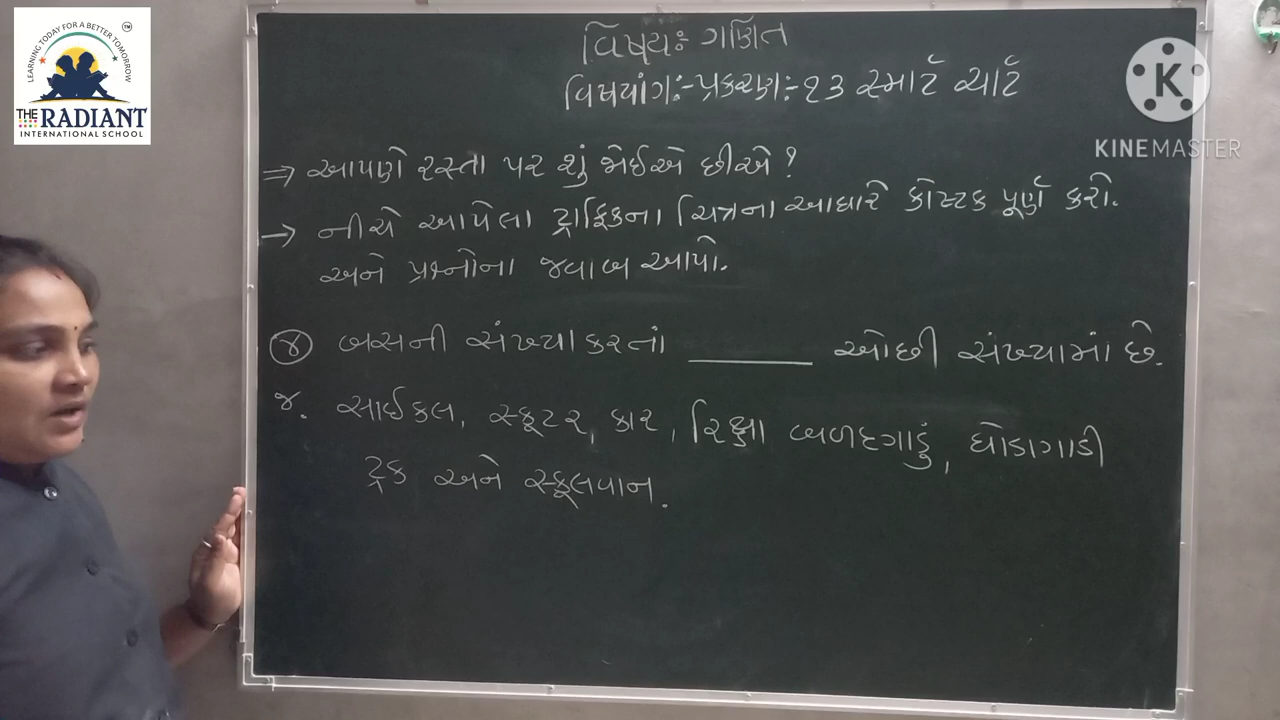 LEARNING TODAY FOR A BETTER TOMORROW
TM
THE RADIANT
INTERNATIONAL SCHOOL
K
KINEMASTER
વિષયઃ ગણિત
વિષયાંગ:-પ્રકરણ:-૧૩ સ્માર્ટ ચાર્ટ
⇒ આપણે રસ્તા પર શું જોઈએ છીએ?
→ નીચે આપેલા ટ્રાફિકના ચિત્રના આધારે કોષ્ટક પૂર્ણ કરો.
અને પ્રશ્નોના જવાબ આપો.
૪ બસની સંખ્યા કરતાં ______ ઓછી સંખ્યામાં છે.
જ. સાઈકલ, સ્કૂટર, કાર, રિક્ષા બળદગાડું, ઘોડાગાડી
ટ્રક અને સ્કૂલવાન.